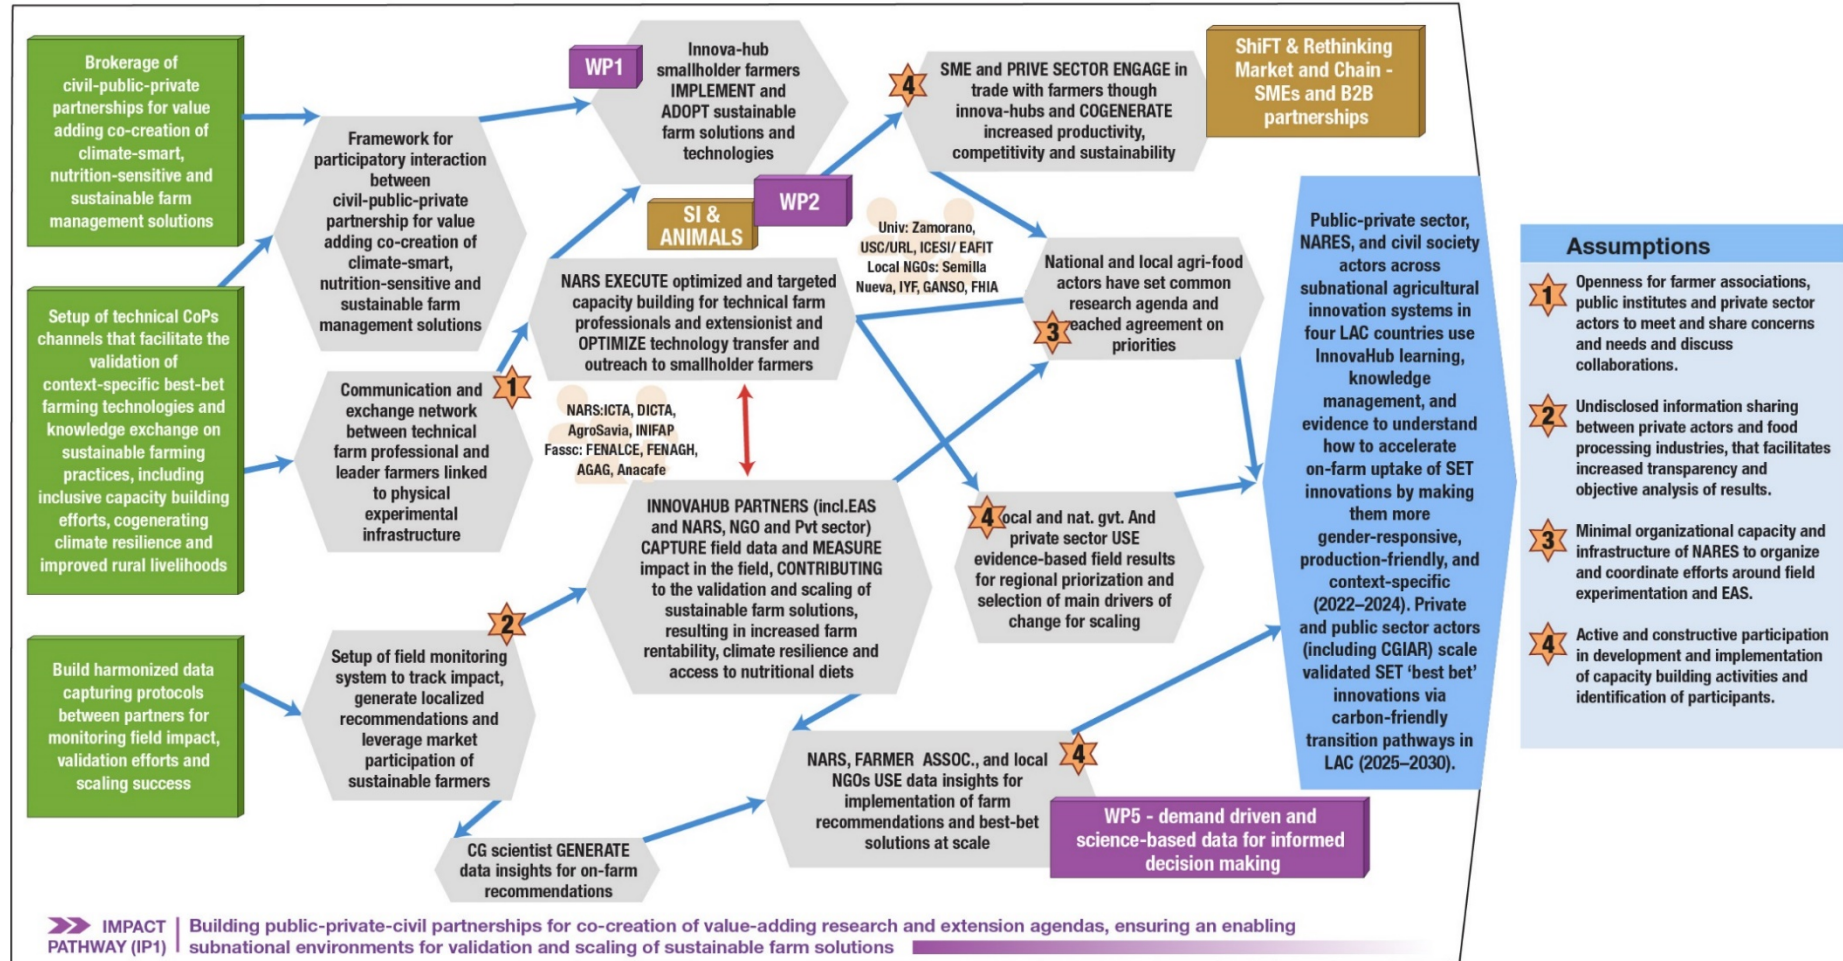 Brokerage of
civil-public-private
partnerships for value
adding co-creation of
climate-smart,
nutrition-sensitive and
sustainable farm
management solutions
Setup of technical CoPs
channels that facilitate the
validation of
context-specific best-bet
farming technologies and
knowledge exchange on
sustainable farming
practices, including
inclusive capacity building
efforts, cogenerating
climate resilience and
improved rural livelihoods
Build harmonized data
capturing protocols
between partners for
monitoring field impact,
validation efforts and
scaling success
Framework for
participatory interaction
between
civil-public-private
partnership for value
adding co-creation of
climate-smart,
nutrition-sensitive and
sustainable farm
management solutions
1
Communication and
exchange network
between technical
farm professional and
leader farmers linked
to physical
experimental
infrastructure
2
Setup of field monitoring
system to track impact,
generate localized
recommendations and
leverage market
participation of
sustainable farmers
CG scientist GENERATE
data insights for on-farm
recommendations
WP1
Innova-hub
smallholder farmers
IMPLEMENT and
ADOPT sustainable
farm solutions and
technologies
SI &
ANIMALS
WP2
NARS EXECUTE optimized and targeted
capacity building for technical farm
professionals and extensionist and
OPTIMIZE technology transfer and
outreach to smallholder farmers
NARS:ICTA, DICTA,
AgroSavia, INIFAP
Fassc: FENALCE, FENAGH,
AGAG, Anacafe
INNOVAHUB PARTNERS (incl.EAS
and NARS, NGO and Pvt sector)
CAPTURE field data and MEASURE
impact in the field, CONTRIBUTING
to the validation and scaling of
sustainable farm solutions,
resulting in increased farm
rentability, climate resilience and
access to nutritional diets
4
SME and PRIVE SECTOR ENGAGE in
trade with farmers though
innova-hubs and COGENERATE
increased productivity,
competitivity and sustainability
ShiFT & Rethinking
Market and Chain -
SMEs and B2B
partnerships
Univ: Zamorano,
USC/URL, ICESI/ EAFIT
Local NGOs: Semilla
Nueva, IYF, GANSO, FHIA
National and local agri-food
actors have set common
research agenda and
3 reached agreement on
priorities
4 ocal and nat. gvt. And
private sector USE
evidence-based field results
for regional priorization and
selection of main drivers of
change for scaling
NARS, FARMER ASSOC., and local
NGOs USE data insights for
implementation of farm
recommendations and best-bet
solutions at scale
4
WP5 - demand driven and
science-based data for informed
decision making
Public-private sector,
NARES, and civil society
actors across
subnational agricultural
innovation systems in
four LAC countries use
InnovaHub learning,
knowledge
management, and
evidence to understand
how to accelerate
on-farm uptake of SET
innovations by making
them more
gender-responsive,
production-friendly, and
context-specific
(2022–2024). Private
and public sector actors
(including CGIAR) scale
validated SET ‘best bet’
innovations via
carbon-friendly
transition pathways in
LAC (2025–2030).
Assumptions
1
Openness for farmer associations,
public institutes and private sector
actors to meet and share concerns
and needs and discuss
collaborations.
2
Undisclosed information sharing
between private actors and food
processing industries, that facilitates
increased transparency and
objective analysis of results.
3
Minimal organizational capacity and
infrastructure of NARES to organize
and coordinate efforts around field
experimentation and EAS.
4
Active and constructive participation
in development and implementation
of capacity building activities and
identification of participants.
IMPACT
PATHWAY (IP1)
Building public-private-civil partnerships for co-creation of value-adding research and extension agendas, ensuring an enabling
subnational environments for validation and scaling of sustainable farm solutions